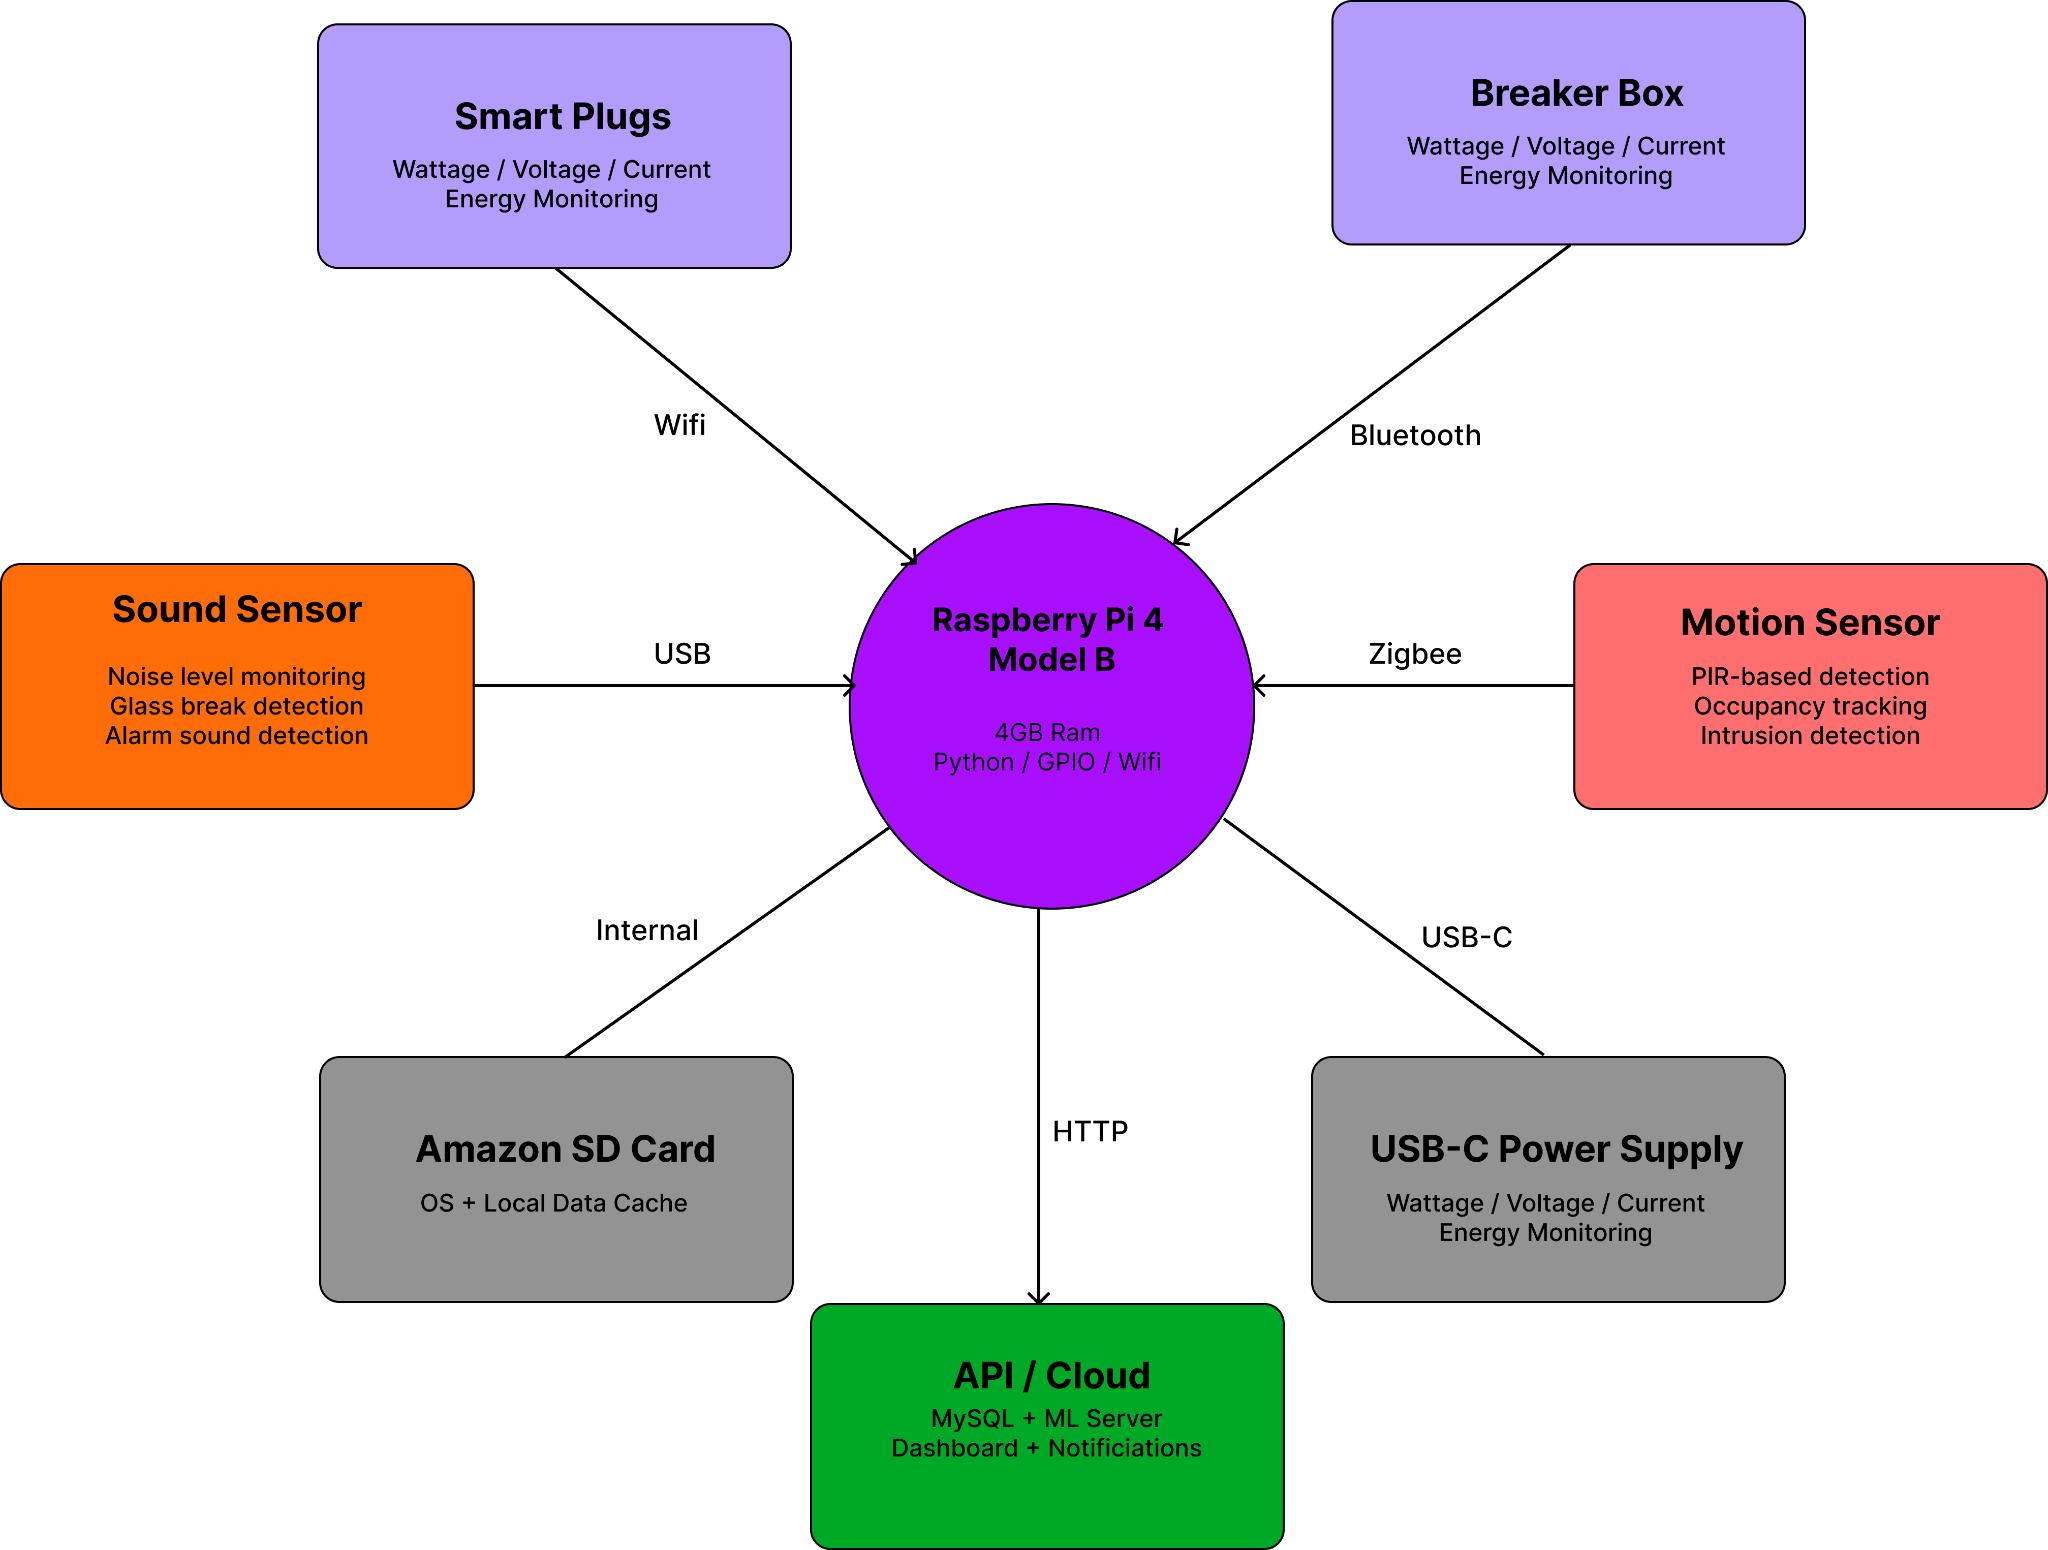 Smart Plugs
Wattage / Voltage / Current
Energy Monitoring
Breaker Box
Wattage / Voltage / Current
Energy Monitoring
Wifi
Bluetooth
Sound Sensor
Noise level monitoring
Glass break detection
Alarm sound detection
USB
Raspberry Pi 4
Model B
4GB Ram
Python / GPIO / Wifi
Zigbee
Motion Sensor
PIR-based detection
Occupancy tracking
Intrusion detection
Internal
USB-C
HTTP
Amazon SD Card
OS + Local Data Cache
USB-C Power Supply
Wattage / Voltage / Current
Energy Monitoring
API / Cloud
MySQL + ML Server
Dashboard + Notificiations